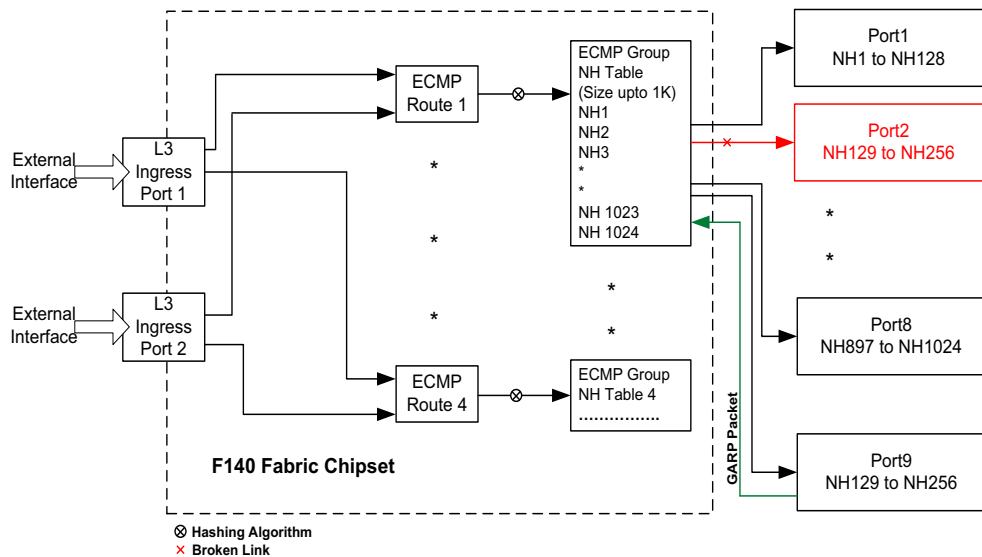 External
Interface
L3
Ingress
Port 1
External
Interface
L3
Ingress
Port 2
ECMP
Route 1
*
*
*
ECMP
Route 4
ECMP Group
NH Table
(Size upto 1K)
NH1
NH2
NH3
*
*
NH 1023
NH 1024
*
*
ECMP Group
NH Table 4
................
Port1
NH1 to NH128
Port2
NH129 to NH256
*
*
Port8
NH897 to NH1024
Port9
NH129 to NH256
GARP Packet
F140 Fabric Chipset
Hashing Algorithm
Broken Link